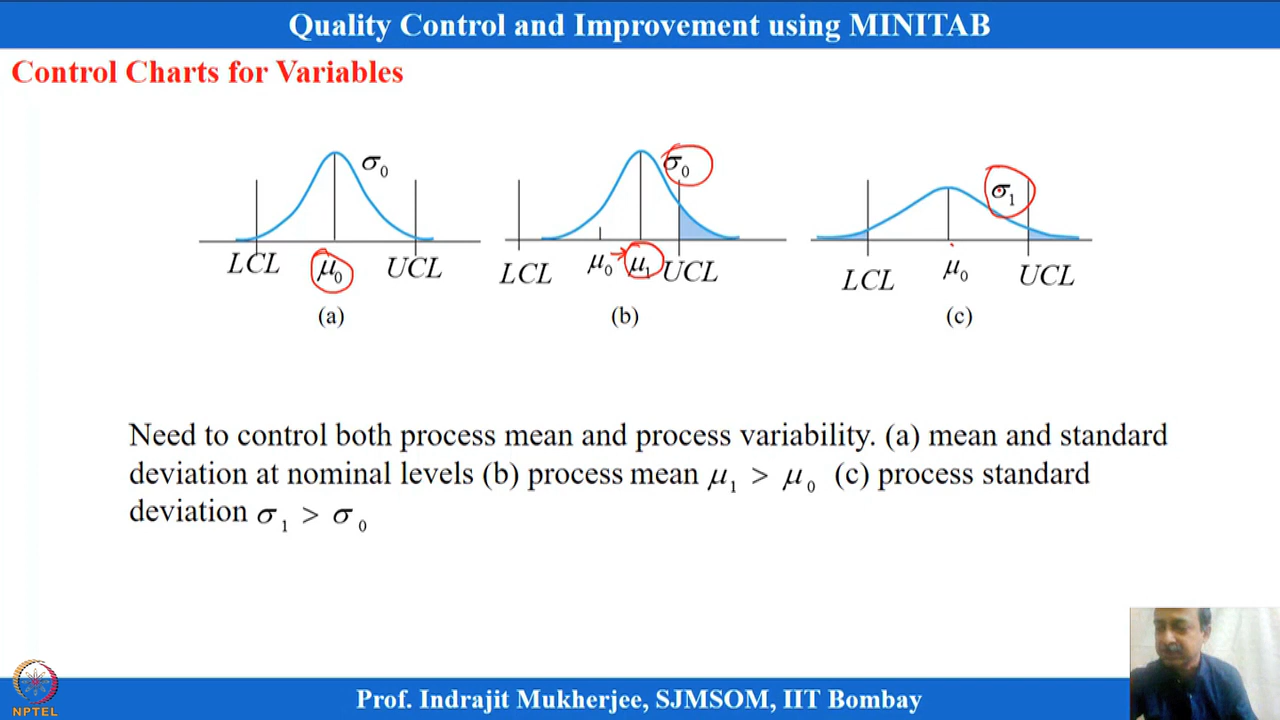 Quality Control and Improvement using MINITAB
Control Charts for Variables
σ₀ σ₀ σ₁
LCL μ₀ UCL LCL μ₀ μ₁ UCL LCL μ₀ UCL
(a) (b) (c)
Need to control both process mean and process variability. (a) mean and standard
deviation at nominal levels (b) process mean μ₁ > μ₀ (c) process standard
deviation σ₁ > σ₀
NPTEL
Prof. Indrajit Mukherjee, SJMSOM, IIT Bombay